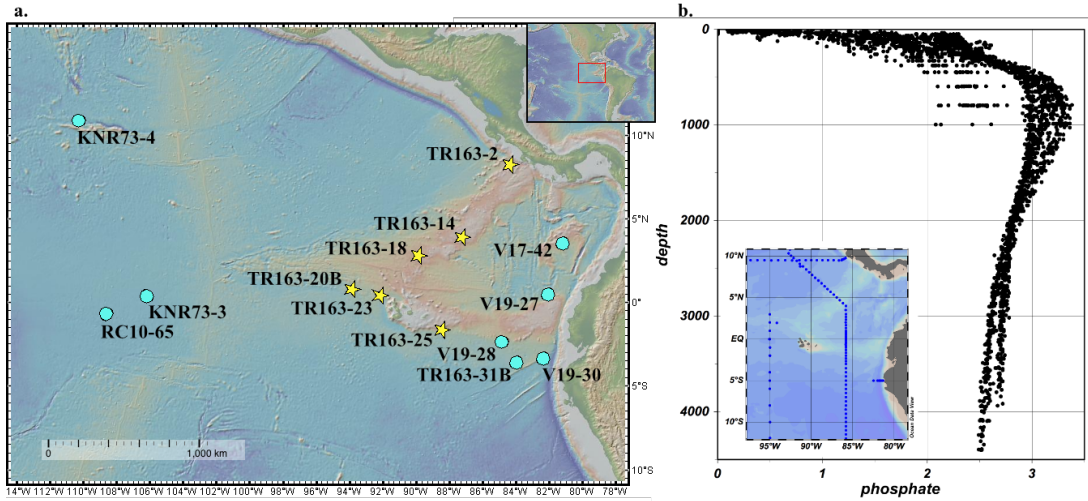 a.
KNR73-4
TR163-2
TR163-14
TR163-18
V17-42
TR163-20B
TR163-23
V19-27
KNR73-3
RC10-65
TR163-25
V19-28
TR163-31B
V19-30
10°N
5°N
0°N
5°S
10°S
0
1,000 km
114°W 112°W 110°W 108°W 106°W 104°W 102°W 100°W 98°W 96°W 94°W 92°W 90°W 88°W 86°W 84°W 82°W 80°W 78°W
b.
0
1000
2000
3000
4000
depth
0 1 2 3
phosphate
10°N
5°N
EQ
5°S
10°S
95°W 90°W 85°W 80°W
Ocean Data View